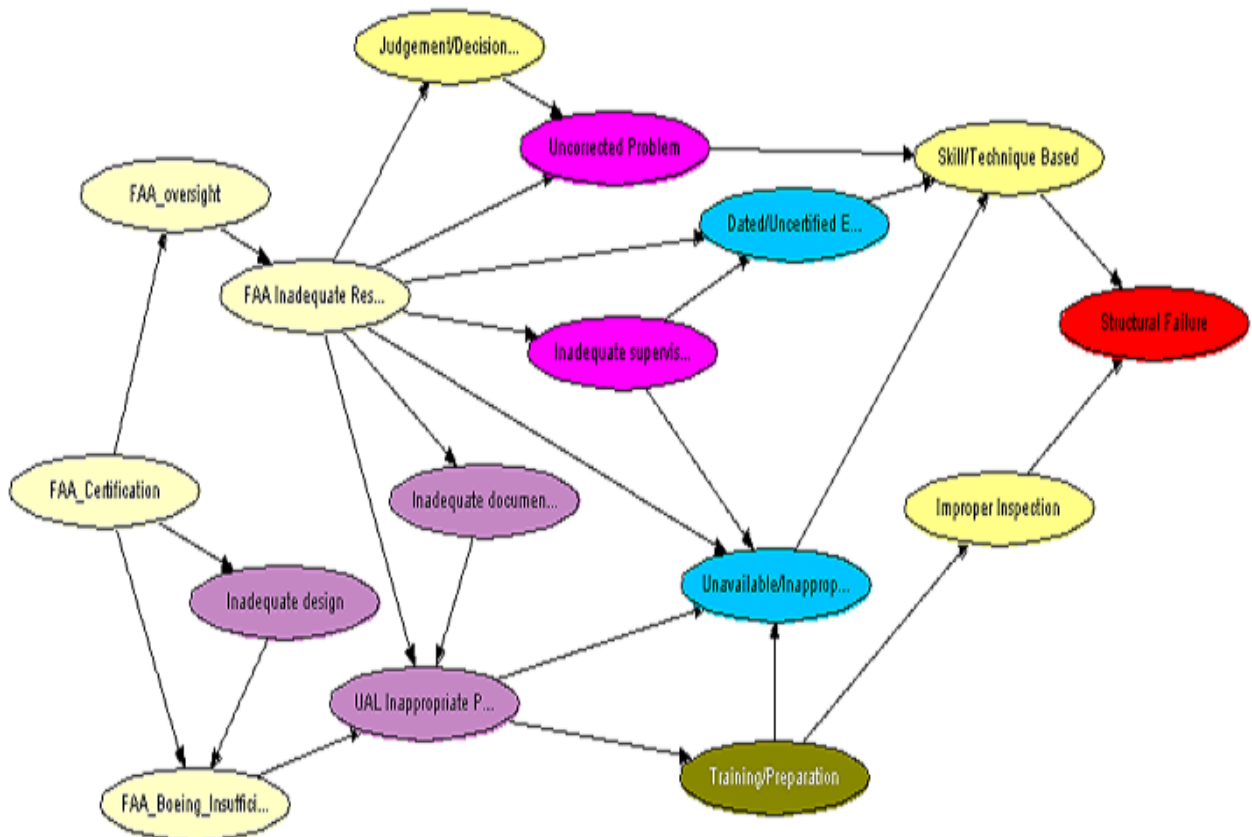 Judgement/Decision...
Uncorrected Problem
Skill/Technique Based
FAA_oversight
Dated/Uncertified E...
FAA Inadequate Res...
Structural Failure
Inadequate supervis...
FAA_Certification
Inadequate documen...
Improper Inspection
Unavailable/Inapprop...
Inadequate design
UAL Inappropriate P...
Training/Preparation
FAA_Boeing_Insuffici...